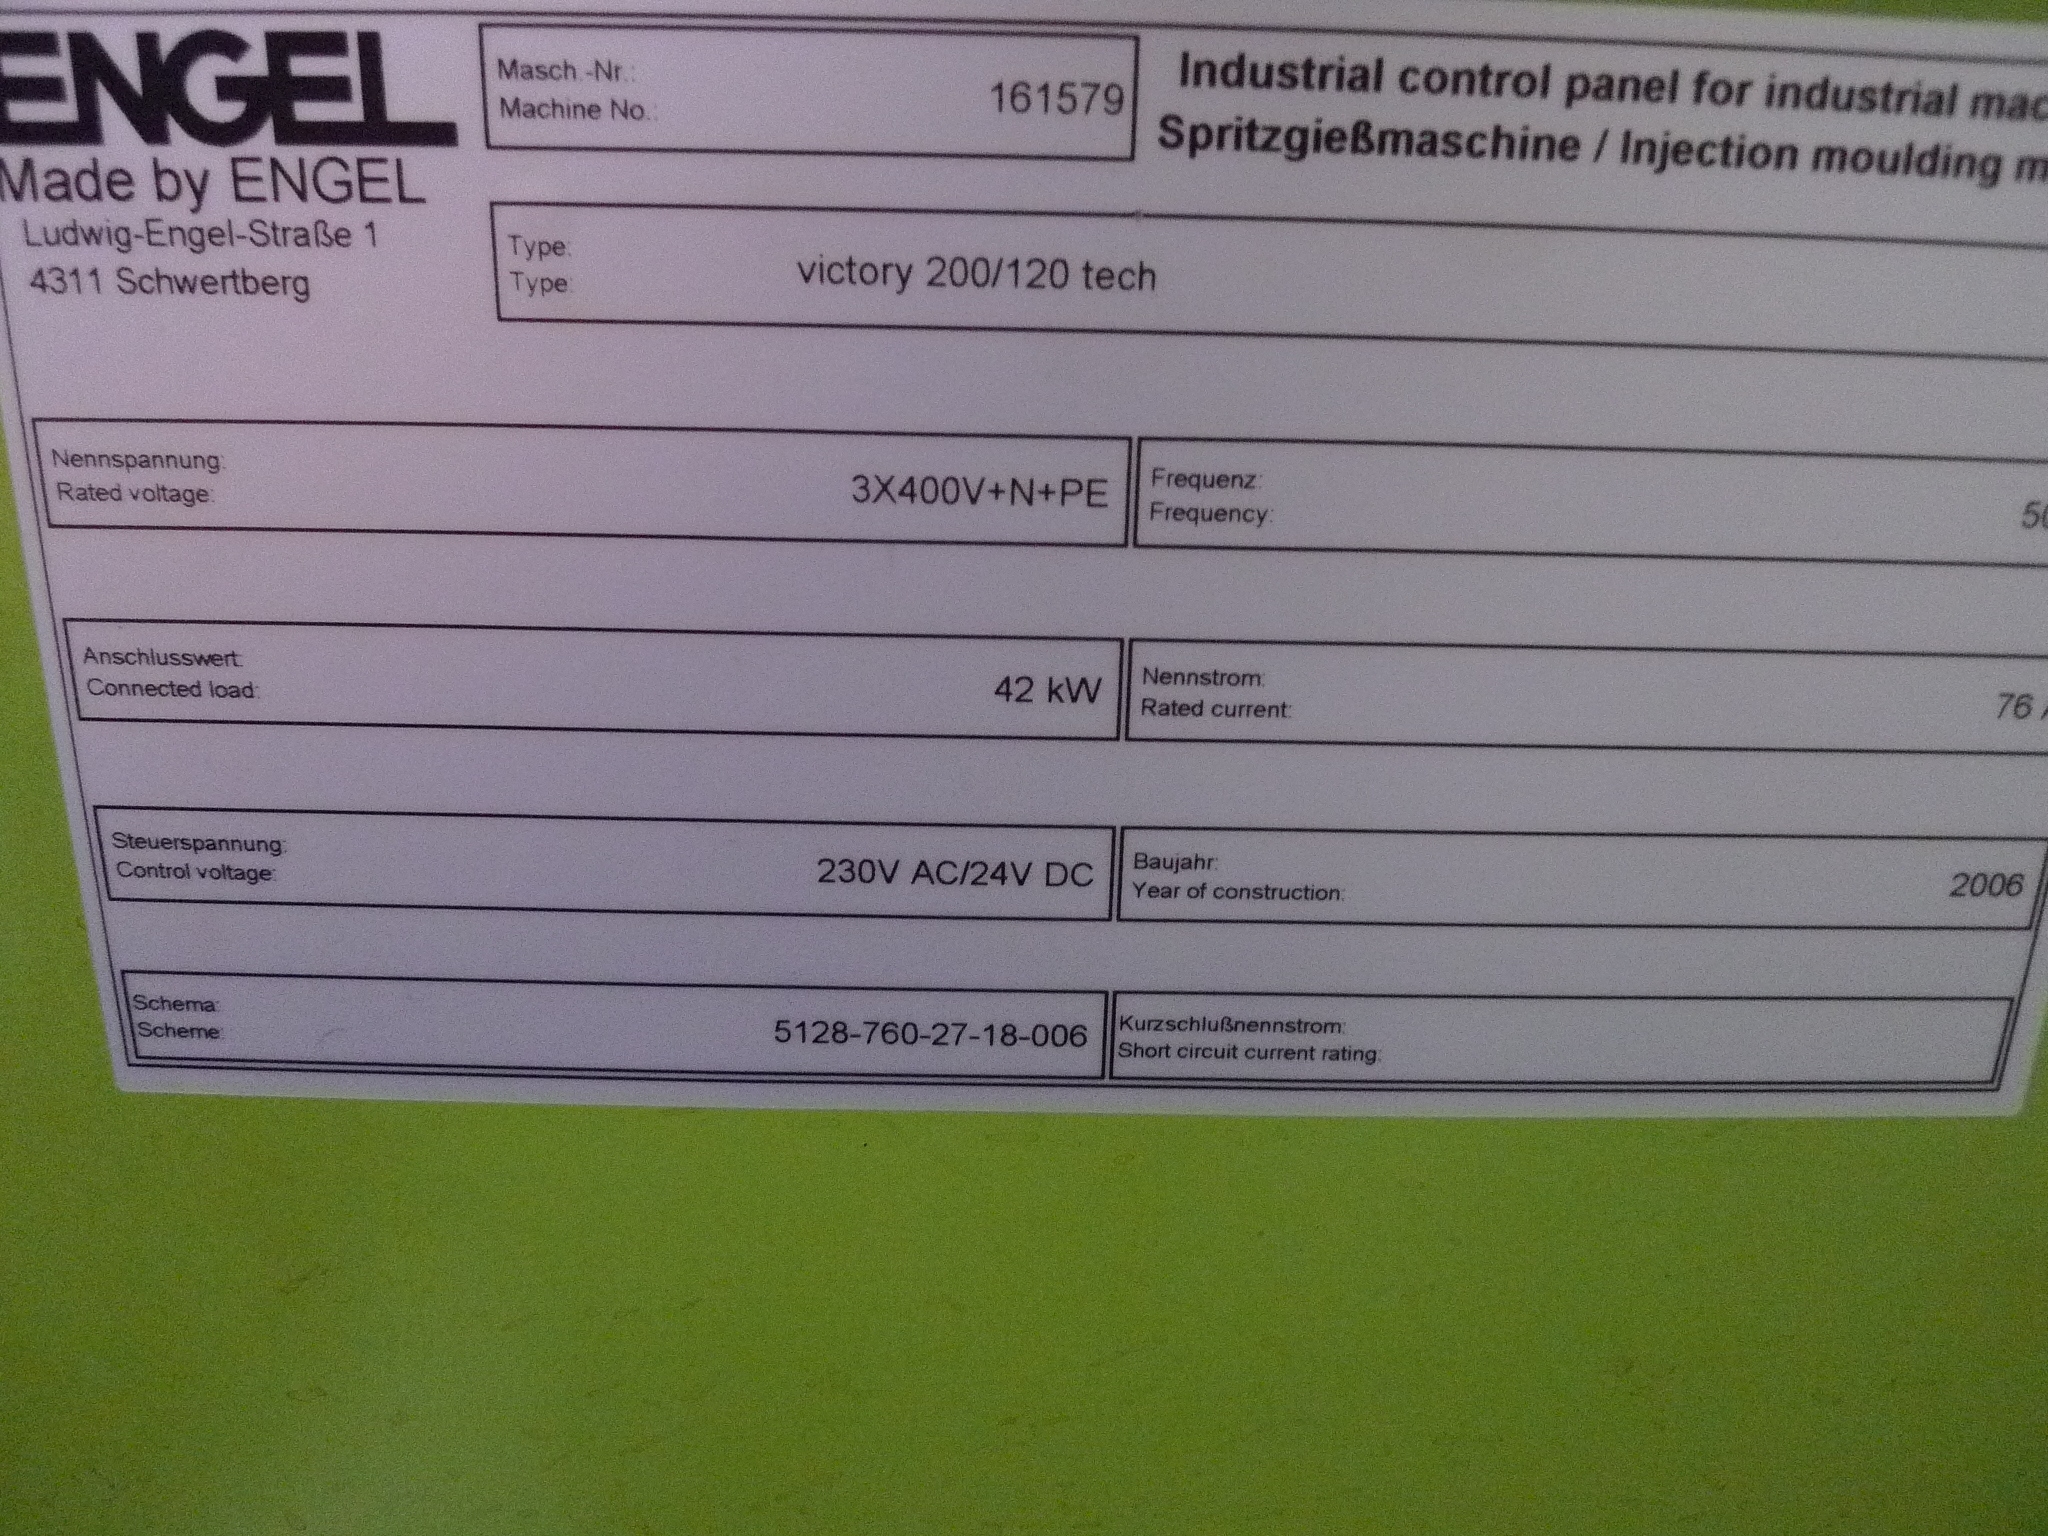 ENGEL
Made by ENGEL
Ludwig-Engel-Straße 1
4311 Schwertberg
Masch.-Nr.:
Machine No.:
161579
Industrial control panel for industrial
Spritzgießmaschine / Injection moulding
Type:
Type:
victory 200/120 tech
Nennspannung:
Rated voltage:
3X400V+N+PE
Frequenz:
Frequency:
Anschlusswert:
Connected load:
42 kW
Nennstrom:
Rated current:
76
Steuerspannung:
Control voltage:
230V AC/24V DC
Baujahr:
Year of construction:
2006
Schema:
Scheme:
5128-760-27-18-006
Kurzschlußnennstrom:
Short circuit current rating: